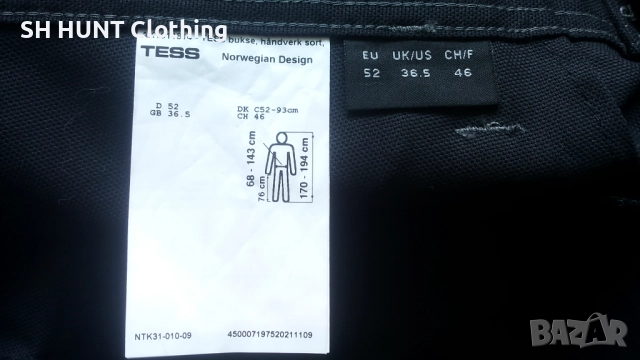 SH HUNT Clothing
bukse, håndverk sort,
TESS Norwegian Design
D 52 DK C52-93cm
GB 36.5 CH 46
68 - 143 cm
76 cm
170 - 194 cm
NTK31-010-09 450007197520211109
EU UK/US CH/F
52 36.5 46
bazar